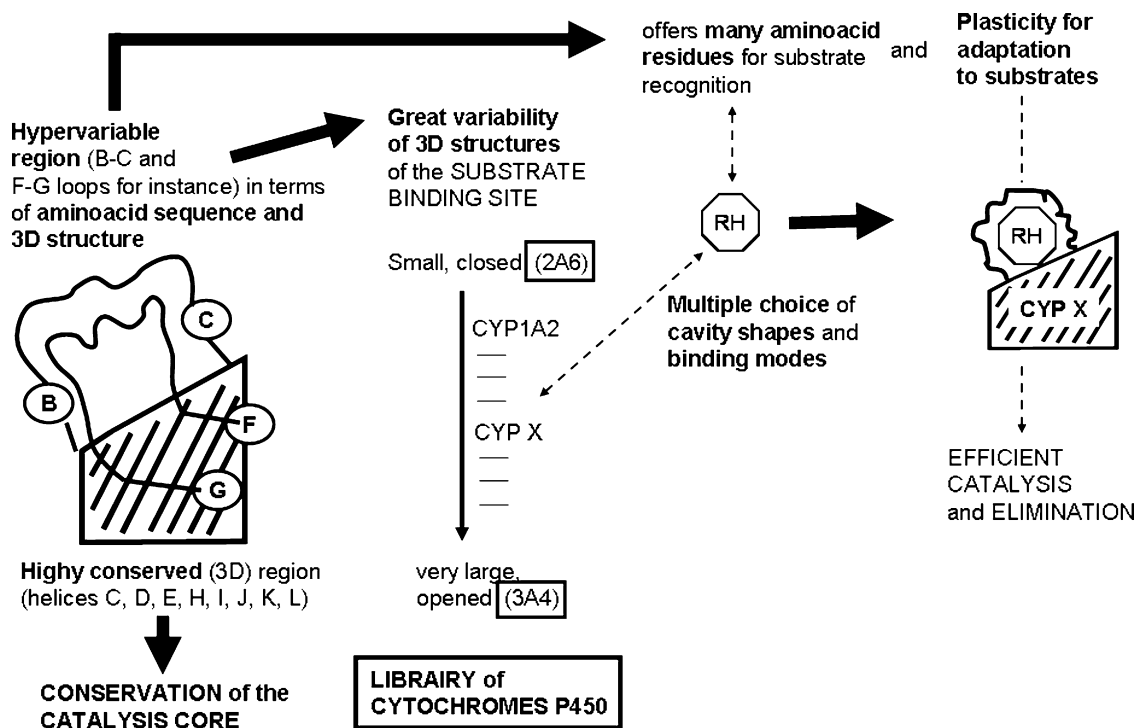 Hypervariable
region (B-C and
F-G loops for instance) in terms
of aminoacid sequence and
3D structure
C
B
F
G
Highy conserved (3D) region
(helices C, D, E, H, I, J, K, L)
CONSERVATION of the
CATALYSIS CORE
Great variability
of 3D structures
of the SUBSTRATE
BINDING SITE
Small, closed (2A6)
CYP1A2
CYP X
very large,
opened (3A4)
LIBRAIRY of
CYTOCHROMES P450
offers many aminoacid
residues for substrate
recognition
and
RH
Multiple choice of
cavity shapes and
binding modes
Plasticity for
adaptation
to substrates
RH
CYP X
EFFICIENT
CATALYSIS
and ELIMINATION